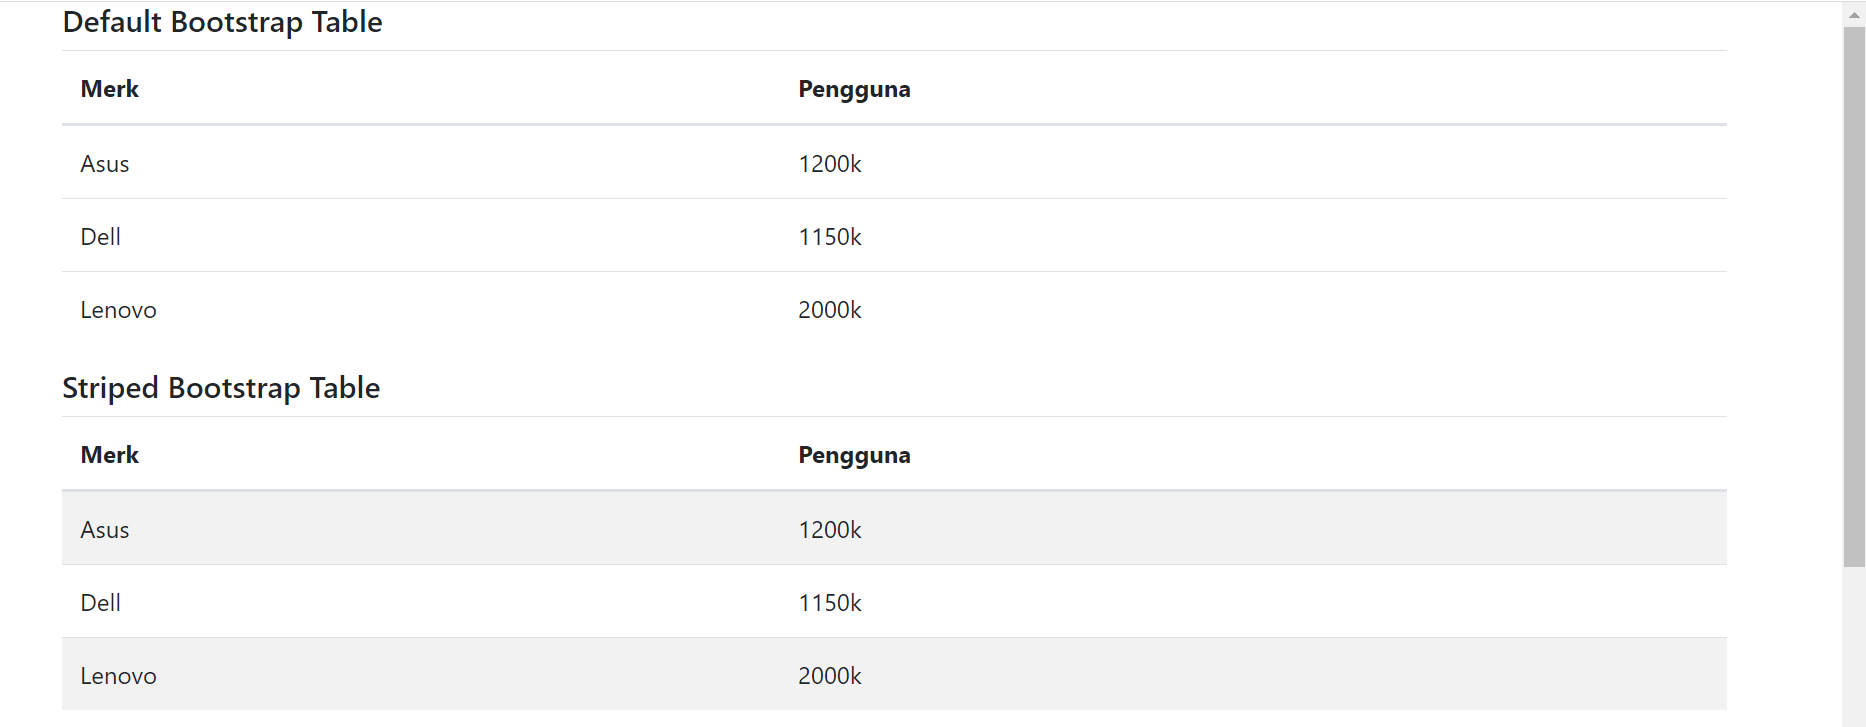 Default Bootstrap Table
Merk Pengguna
Asus 1200k
Dell 1150k
Lenovo 2000k
Striped Bootstrap Table
Merk Pengguna
Asus 1200k
Dell 1150k
Lenovo 2000k